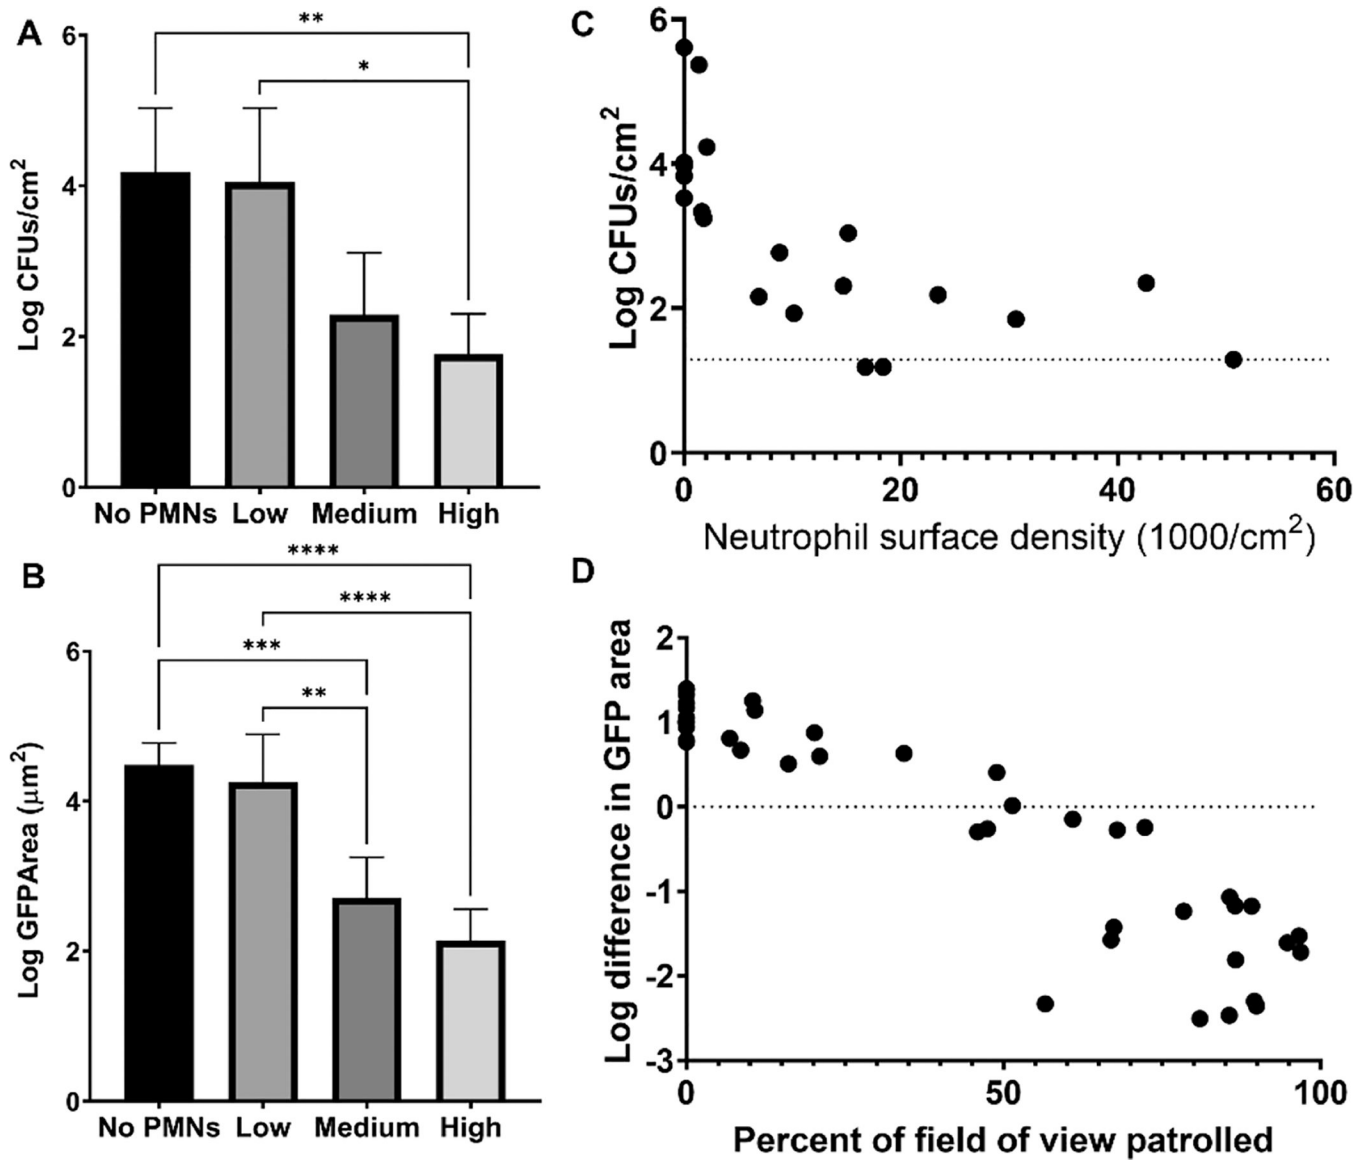 A
**
*
6
4
2
0
Log CFUs/cm2
No PMNs Low Medium High
B
****
****
***
**
6
4
2
0
Log GFPArea (µm2)
No PMNs Low Medium High
C
6
4
2
0
Log CFUs/cm2
0 20 40 60
Neutrophil surface density (1000/cm2)
D
2
1
0
-1
-2
-3
Log difference in GFP area
0 50 100
Percent of field of view patrolled